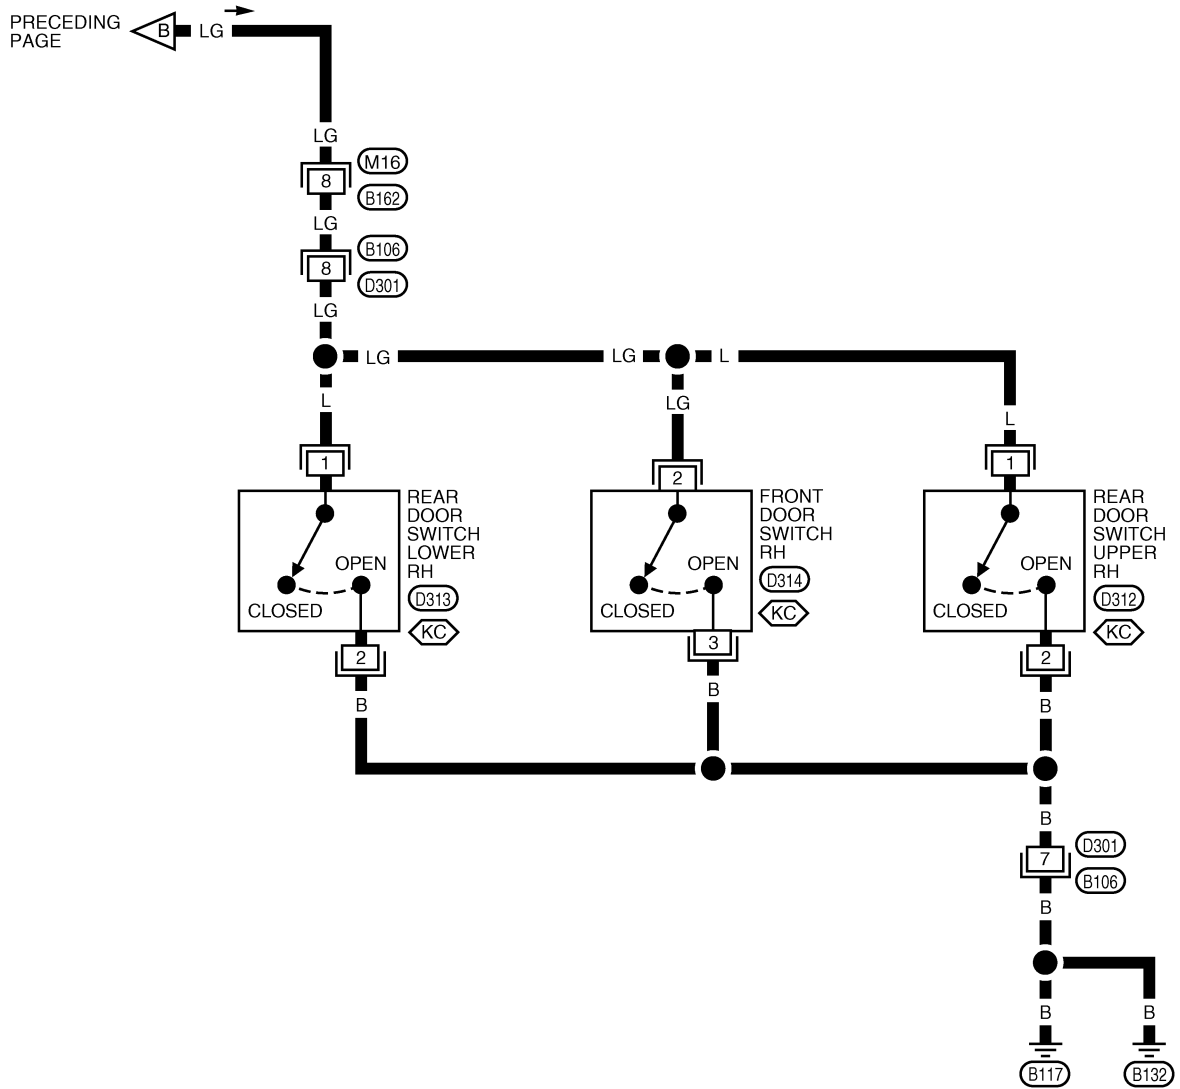 PRECEDING
PAGE
B
LG
LG
8
M16
B162
LG
8
B106
D301
LG
LG
LG
L
L
LG
L
1
2
1
REAR
DOOR
SWITCH
LOWER
RH
D313
KC
OPEN
CLOSED
2
FRONT
DOOR
SWITCH
RH
D314
KC
OPEN
CLOSED
3
REAR
DOOR
SWITCH
UPPER
RH
D312
KC
OPEN
CLOSED
2
B
B
B
B
7
D301
B106
B
B
B
B117
B132